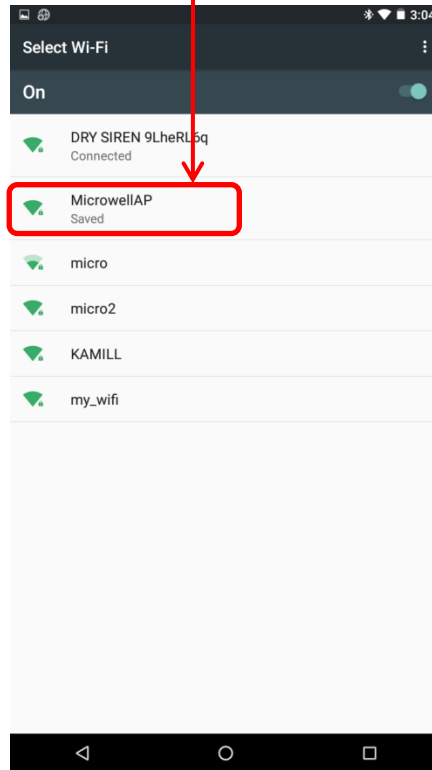 3:04
Select Wi-Fi
On
DRY SIREN 9LheRL6q
Connected
MicrowellAP
Saved
micro
micro2
KAMILL
my_wifi